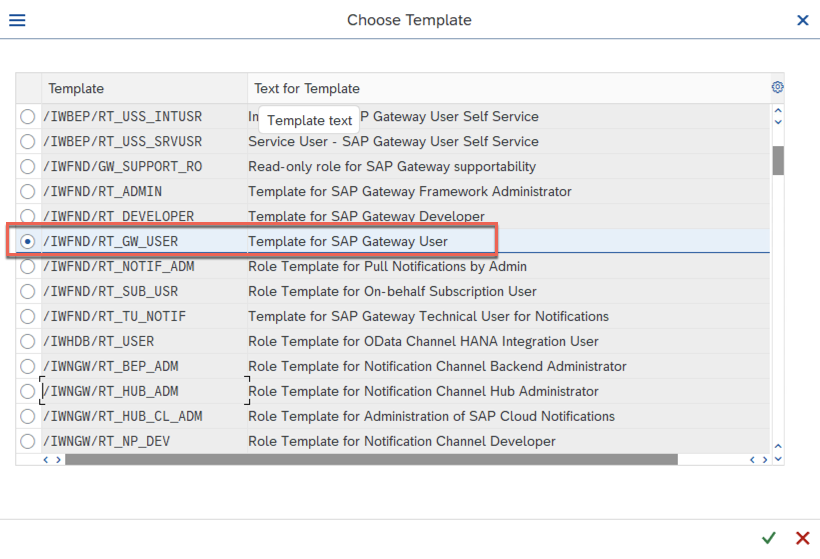 Choose Template
Template Text for Template
/IWBEP/RT_USS_INTUSR P Gateway User Self Service
Template text
/IWBEP/RT_USS_SRVUSR Service User - SAP Gateway User Self Service
/IWFND/GW_SUPPORT_RO Read-only role for SAP Gateway supportability
/IWFND/RT_ADMIN Template for SAP Gateway Framework Administrator
/IWFND/RT_DEVELOPER Template for SAP Gateway Developer
/IWFND/RT_GW_USER Template for SAP Gateway User
/IWFND/RT_NOTIF_ADM Role Template for Pull Notifications by Admin
/IWFND/RT_SUB_USR Role Template for On-behalf Subscription User
/IWFND/RT_TU_NOTIF Template for SAP Gateway Technical User for Notifications
/IWHDB/RT_USER Role Template for OData Channel HANA Integration User
/IWNGW/RT_BEP_ADM Role Template for Notification Channel Backend Administrator
/IWNGW/RT_HUB_ADM Role Template for Notification Channel Hub Administrator
/IWNGW/RT_HUB_CL_ADM Role Template for Administration of SAP Cloud Notifications
/IWNGW/RT_NP_DEV Role Template for Notification Channel Developer